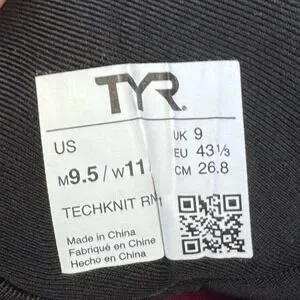 TYR
US
M9.5 / W11
UK 9
EU 43⅓
CM 26.8
TECHKNIT RNR
Made in China
Fabriqué en Chine
Hecho en China